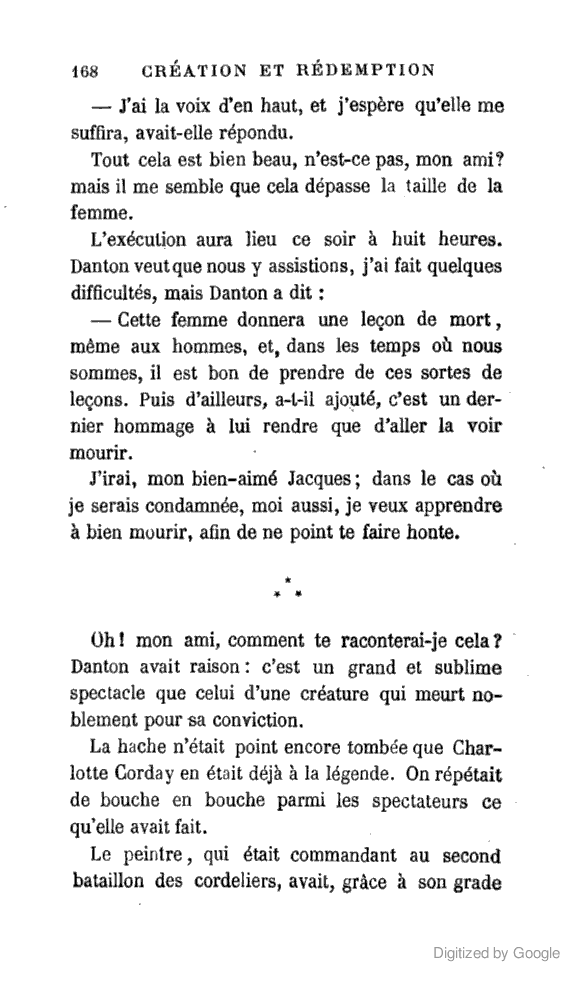 168 CRÉATION ET RÉDEMPTION
— J'ai la voix d'en haut, et j'espère qu'elle me
suffira, avait-elle répondu.
Tout cela est bien beau, n'est-ce pas, mon ami?
mais il me semble que cela dépasse la taille de la
femme.
L'exécution aura lieu ce soir à huit heures.
Danton veut que nous y assistions, j'ai fait quelques
difficultés, mais Danton a dit :
— Cette femme donnera une leçon de mort,
même aux hommes, et, dans les temps où nous
sommes, il est bon de prendre de ces sortes de
leçons. Puis d'ailleurs, a-t-il ajouté, c'est un der-
nier hommage à lui rendre que d'aller la voir
mourir.
J'irai, mon bien-aimé Jacques; dans le cas où
je serais condamnée, moi aussi, je veux apprendre
à bien mourir, afin de ne point te faire honte.
* * *
Oh! mon ami, comment te raconterai-je cela?
Danton avait raison : c'est un grand et sublime
spectacle que celui d'une créature qui meurt no-
blement pour sa conviction.
La hache n'était point encore tombée que Char-
lotte Corday en était déjà à la légende. On répétait
de bouche en bouche parmi les spectateurs ce
qu'elle avait fait.
Le peintre, qui était commandant au second
bataillon des cordeliers, avait, grâce à son grade
Digitized by Google